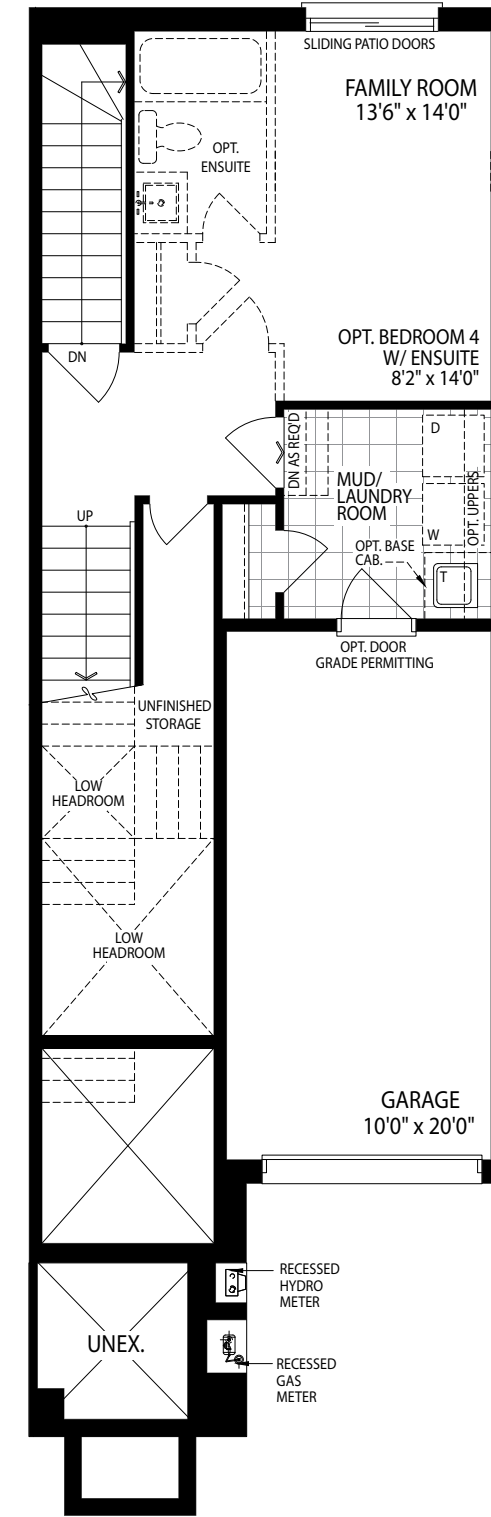 SLIDING PATIO DOORS
FAMILY ROOM
13'6" x 14'0"
OPT.
ENSUITE
DN
OPT. BEDROOM 4
W/ ENSUITE
8'2" x 14'0"
DN AS REQ'D
D
MUD/
LAUNDRY
ROOM
OPT. UPPERS
W
OPT. BASE
CAB.
T
UP
OPT. DOOR
GRADE PERMITTING
UNFINISHED
STORAGE
LOW
HEADROOM
LOW
HEADROOM
GARAGE
10'0" x 20'0"
RECESSED
HYDRO
METER
UNEX.
RECESSED
GAS
METER